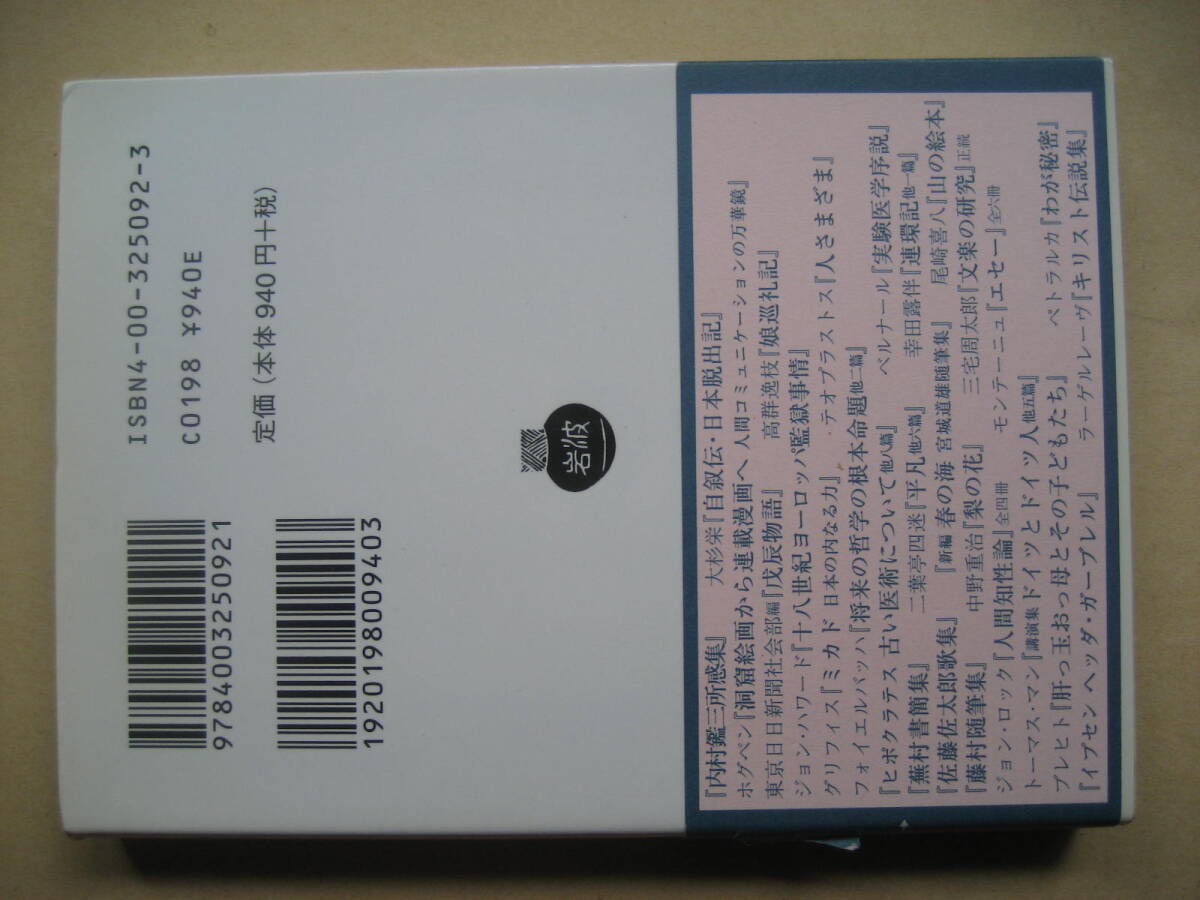 ISBN4-00-325092-3
C0198 ¥940E
定価(本体940円+税)
9784003250921
1920198009403
岩波
『内村鑑三所感集』 大杉栄『自叙伝・日本脱出記』
ホグベン『洞窟絵画から連載漫画へ 人間コミュニケーションの万華鏡』
東京日日新聞社会部編『戊辰物語』 高群逸枝『娘巡礼記』
ジョン・ハワード『十八世紀ヨーロッパ監獄事情』
グリフィス『ミカド 日本の内なる力』 テオプラストス『人さまざま』
フォイエルバッハ『将来の哲学の根本命題他二篇』
『ヒポクラテス 古い医術について他八篇』 ベルナール『実験医学序説』
『蕪村書簡集』 二葉亭四迷『平凡他六篇』 幸田露伴『連環記他一篇』
『佐藤佐太郎歌集』 『新編 春の海 宮城道雄随筆集』 尾崎喜八『山の絵本』
『藤村随筆集』 中野重治『梨の花』 三宅周太郎『文楽の研究』正続
ジョン・ロック『人間知性論』全四冊 モンテーニュ『エセー』全六冊
トーマス・マン『講演集 ドイツとドイツ人他五篇』
ブレヒト『肝っ玉おっ母とその子どもたち』 ペトラルカ『わが秘密』
『イプセン ヘッダ・ガーブレル』 ラーゲルレーヴ『キリスト伝説集』